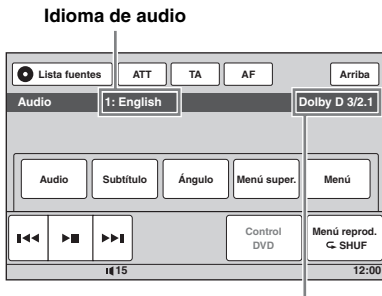 Idioma de audio
Lista fuentes ATT TA AF Arriba
Audio 1: English Dolby D 3/2.1
Audio Subtítulo Ángulo Menú super. Menú
Control DVD
Menú reprod. SHUF
15 12:00